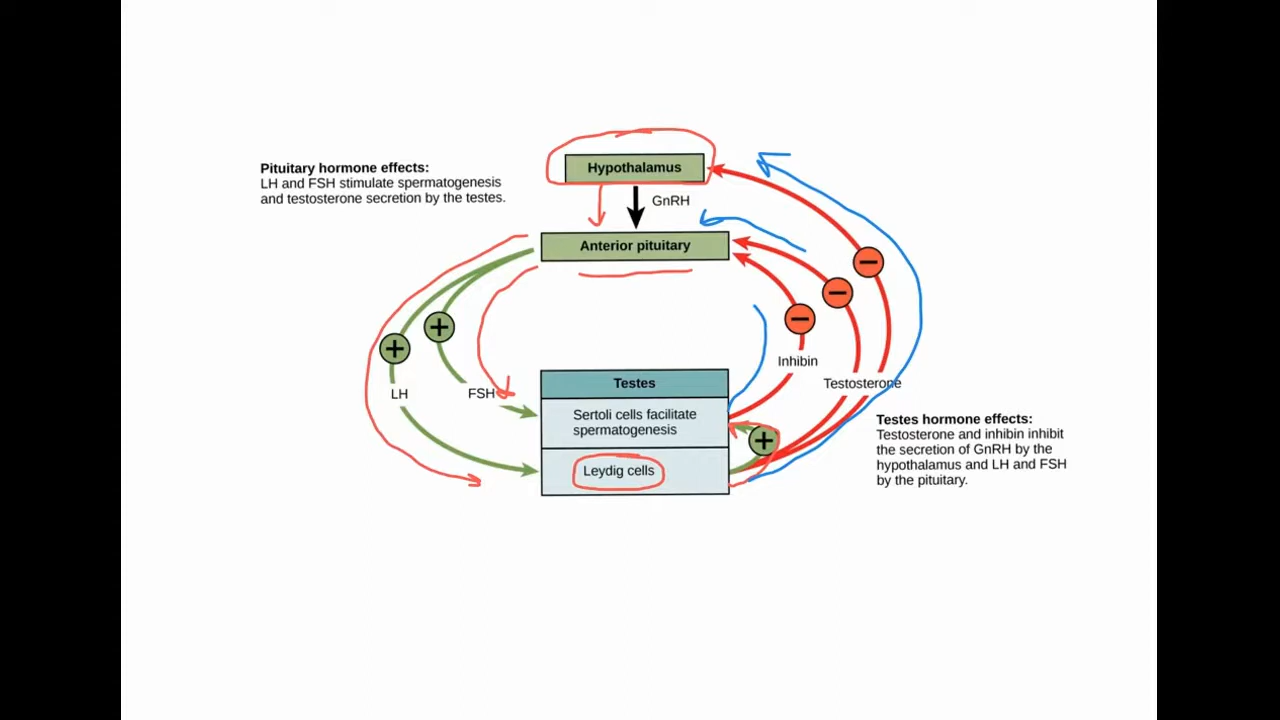 Hypothalamus
Pituitary hormone effects:
LH and FSH stimulate spermatogenesis
and testosterone secretion by the testes.
GnRH
Anterior pituitary
LH
FSH
Inhibin
Testosterone
Testes
Sertoli cells facilitate
spermatogenesis
Leydig cells
Testes hormone effects:
Testosterone and inhibin inhibit
the secretion of GnRH by the
hypothalamus and LH and FSH
by the pituitary.